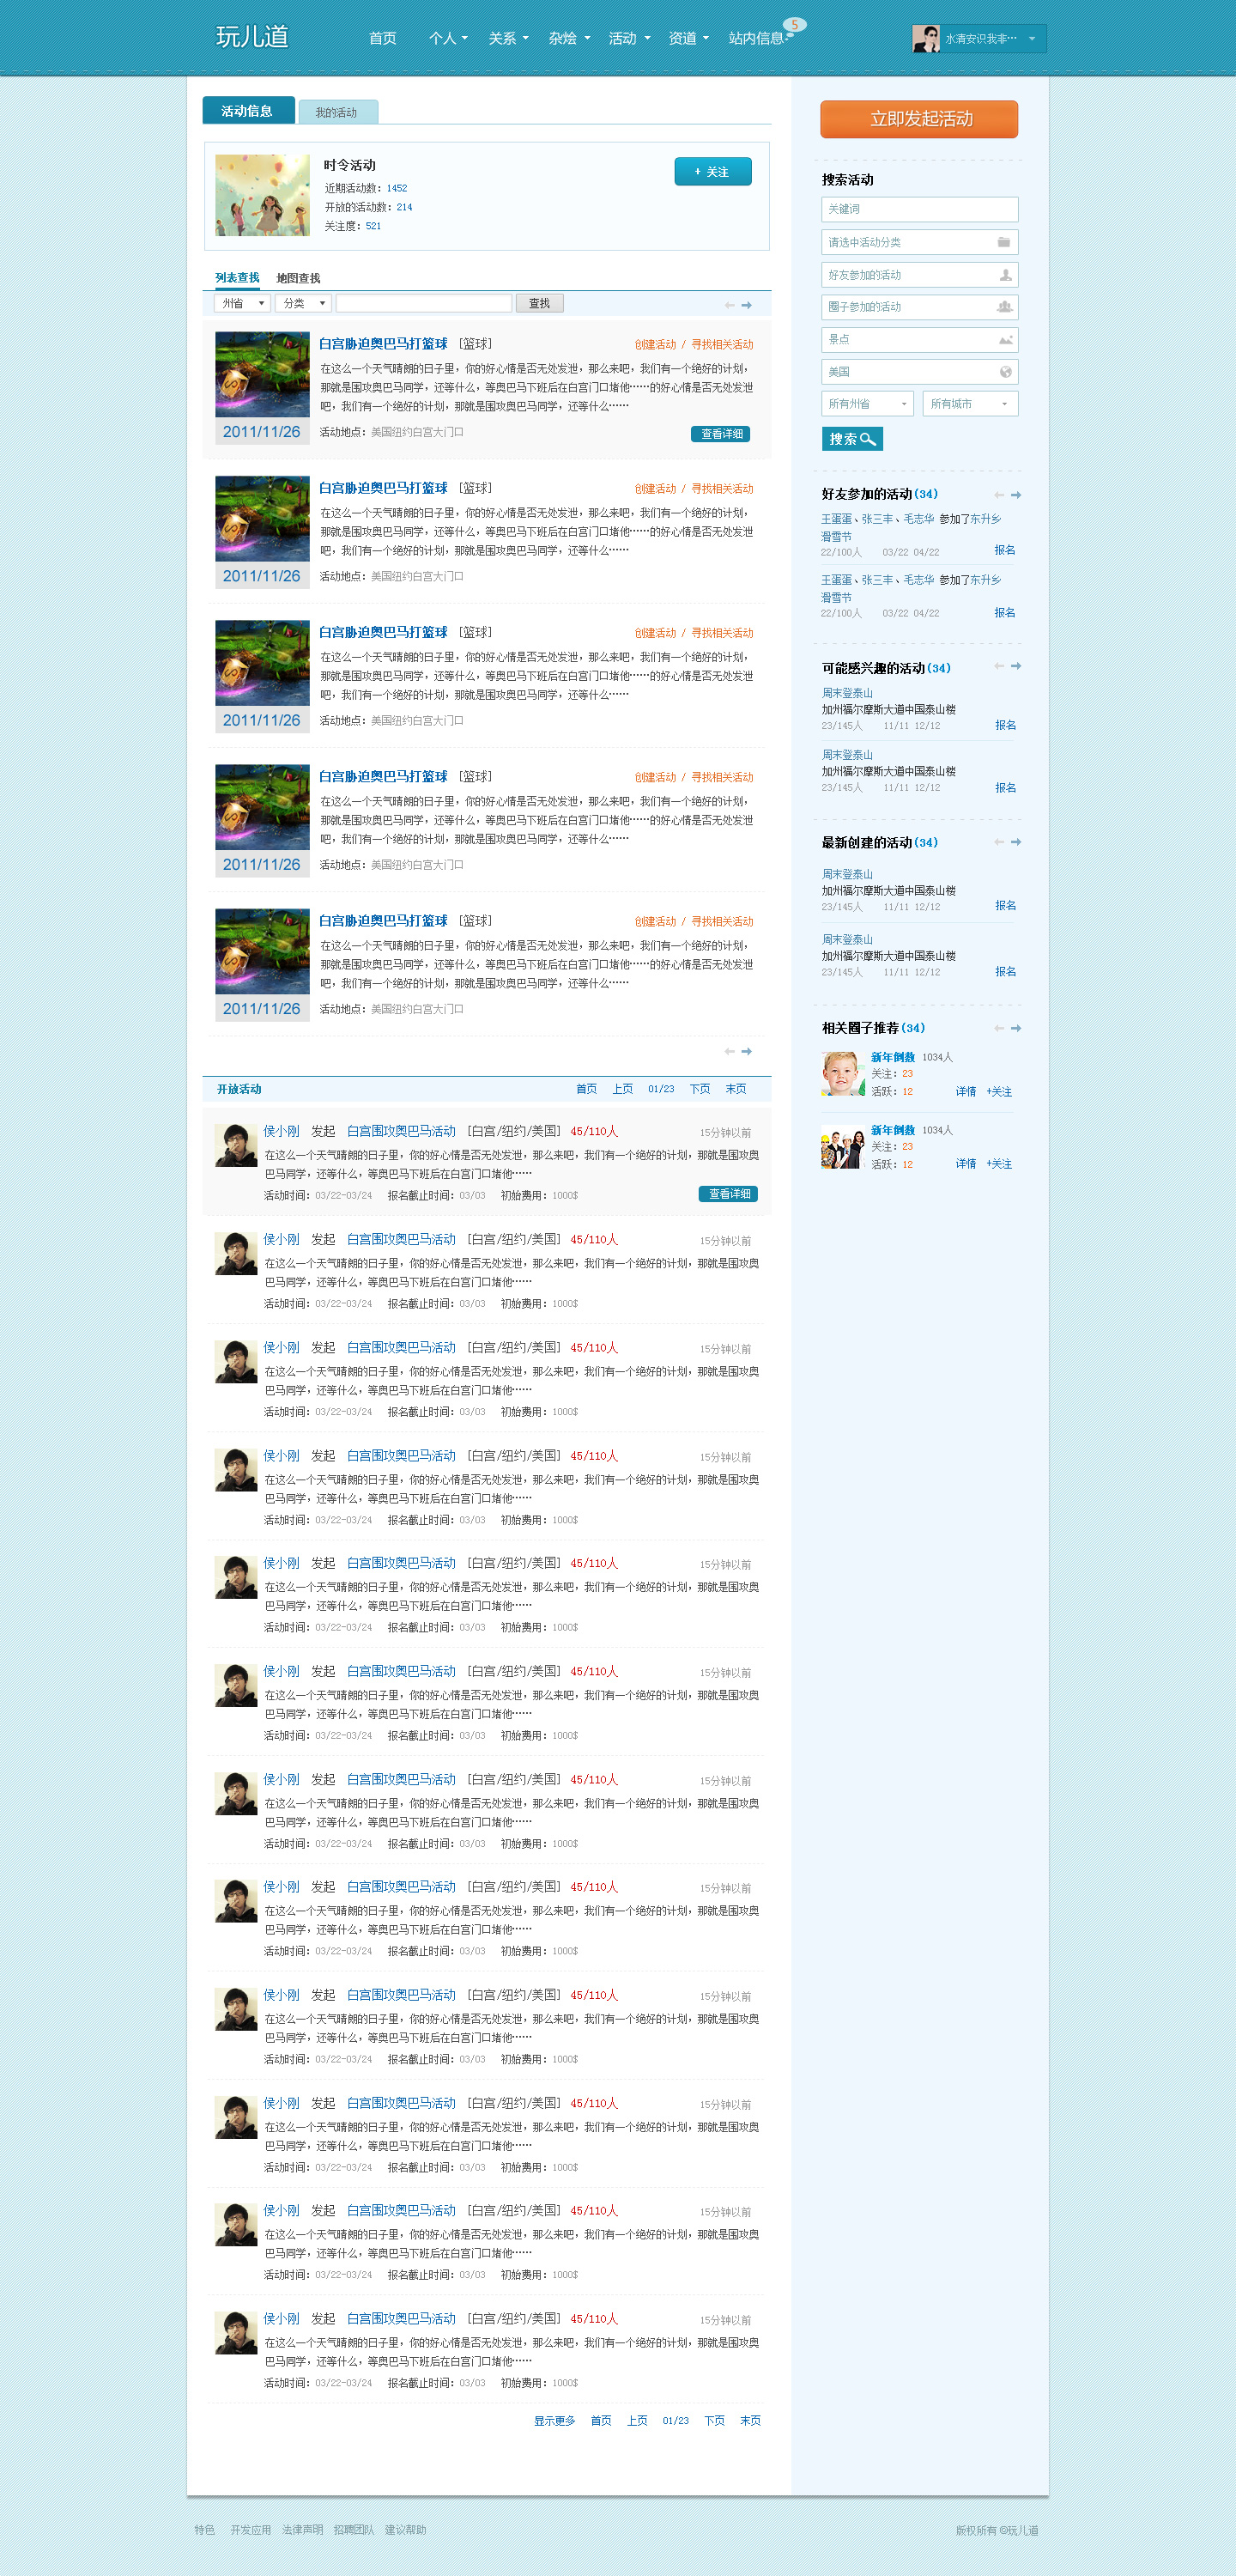 玩儿道
首页 个人 关系 杂烩 活动 资道 站内信息 5
水清安识我非…
活动信息 我的活动
时令活动
近期活动数：1452
开放的活动数：214
关注度：521
+ 关注
列表查找 地图查找
州省 分类 查找
白宫胁迫奥巴马打篮球 [篮球] 创建活动 / 寻找相关活动
在这么一个天气晴朗的日子里，你的好心情是否无处发泄，那么来吧，我们有一个绝好的计划，
那就是围攻奥巴马同学，还等什么，等奥巴马下班后在白宫门口堵他……的好心情是否无处发泄
吧，我们有一个绝好的计划，那就是围攻奥巴马同学，还等什么……
2011/11/26 活动地点：美国纽约白宫大门口 查看详细
白宫胁迫奥巴马打篮球 [篮球] 创建活动 / 寻找相关活动
在这么一个天气晴朗的日子里，你的好心情是否无处发泄，那么来吧，我们有一个绝好的计划，
那就是围攻奥巴马同学，还等什么，等奥巴马下班后在白宫门口堵他……的好心情是否无处发泄
吧，我们有一个绝好的计划，那就是围攻奥巴马同学，还等什么……
2011/11/26 活动地点：美国纽约白宫大门口
白宫胁迫奥巴马打篮球 [篮球] 创建活动 / 寻找相关活动
在这么一个天气晴朗的日子里，你的好心情是否无处发泄，那么来吧，我们有一个绝好的计划，
那就是围攻奥巴马同学，还等什么，等奥巴马下班后在白宫门口堵他……的好心情是否无处发泄
吧，我们有一个绝好的计划，那就是围攻奥巴马同学，还等什么……
2011/11/26 活动地点：美国纽约白宫大门口
白宫胁迫奥巴马打篮球 [篮球] 创建活动 / 寻找相关活动
在这么一个天气晴朗的日子里，你的好心情是否无处发泄，那么来吧，我们有一个绝好的计划，
那就是围攻奥巴马同学，还等什么，等奥巴马下班后在白宫门口堵他……的好心情是否无处发泄
吧，我们有一个绝好的计划，那就是围攻奥巴马同学，还等什么……
2011/11/26 活动地点：美国纽约白宫大门口
白宫胁迫奥巴马打篮球 [篮球] 创建活动 / 寻找相关活动
在这么一个天气晴朗的日子里，你的好心情是否无处发泄，那么来吧，我们有一个绝好的计划，
那就是围攻奥巴马同学，还等什么，等奥巴马下班后在白宫门口堵他……的好心情是否无处发泄
吧，我们有一个绝好的计划，那就是围攻奥巴马同学，还等什么……
2011/11/26 活动地点：美国纽约白宫大门口
开放活动 首页 上页 01/23 下页 末页
侯小刚 发起 白宫围攻奥巴马活动 [白宫/纽约/美国] 45/110人 15分钟以前
在这么一个天气晴朗的日子里，你的好心情是否无处发泄，那么来吧，我们有一个绝好的计划，那就是围攻奥
巴马同学，还等什么，等奥巴马下班后在白宫门口堵他……
活动时间：03/22-03/24 报名截止时间：03/03 初始费用：1000$ 查看详细
侯小刚 发起 白宫围攻奥巴马活动 [白宫/纽约/美国] 45/110人 15分钟以前
在这么一个天气晴朗的日子里，你的好心情是否无处发泄，那么来吧，我们有一个绝好的计划，那就是围攻奥
巴马同学，还等什么，等奥巴马下班后在白宫门口堵他……
活动时间：03/22-03/24 报名截止时间：03/03 初始费用：1000$
侯小刚 发起 白宫围攻奥巴马活动 [白宫/纽约/美国] 45/110人 15分钟以前
在这么一个天气晴朗的日子里，你的好心情是否无处发泄，那么来吧，我们有一个绝好的计划，那就是围攻奥
巴马同学，还等什么，等奥巴马下班后在白宫门口堵他……
活动时间：03/22-03/24 报名截止时间：03/03 初始费用：1000$
侯小刚 发起 白宫围攻奥巴马活动 [白宫/纽约/美国] 45/110人 15分钟以前
在这么一个天气晴朗的日子里，你的好心情是否无处发泄，那么来吧，我们有一个绝好的计划，那就是围攻奥
巴马同学，还等什么，等奥巴马下班后在白宫门口堵他……
活动时间：03/22-03/24 报名截止时间：03/03 初始费用：1000$
侯小刚 发起 白宫围攻奥巴马活动 [白宫/纽约/美国] 45/110人 15分钟以前
在这么一个天气晴朗的日子里，你的好心情是否无处发泄，那么来吧，我们有一个绝好的计划，那就是围攻奥
巴马同学，还等什么，等奥巴马下班后在白宫门口堵他……
活动时间：03/22-03/24 报名截止时间：03/03 初始费用：1000$
侯小刚 发起 白宫围攻奥巴马活动 [白宫/纽约/美国] 45/110人 15分钟以前
在这么一个天气晴朗的日子里，你的好心情是否无处发泄，那么来吧，我们有一个绝好的计划，那就是围攻奥
巴马同学，还等什么，等奥巴马下班后在白宫门口堵他……
活动时间：03/22-03/24 报名截止时间：03/03 初始费用：1000$
侯小刚 发起 白宫围攻奥巴马活动 [白宫/纽约/美国] 45/110人 15分钟以前
在这么一个天气晴朗的日子里，你的好心情是否无处发泄，那么来吧，我们有一个绝好的计划，那就是围攻奥
巴马同学，还等什么，等奥巴马下班后在白宫门口堵他……
活动时间：03/22-03/24 报名截止时间：03/03 初始费用：1000$
侯小刚 发起 白宫围攻奥巴马活动 [白宫/纽约/美国] 45/110人 15分钟以前
在这么一个天气晴朗的日子里，你的好心情是否无处发泄，那么来吧，我们有一个绝好的计划，那就是围攻奥
巴马同学，还等什么，等奥巴马下班后在白宫门口堵他……
活动时间：03/22-03/24 报名截止时间：03/03 初始费用：1000$
侯小刚 发起 白宫围攻奥巴马活动 [白宫/纽约/美国] 45/110人 15分钟以前
在这么一个天气晴朗的日子里，你的好心情是否无处发泄，那么来吧，我们有一个绝好的计划，那就是围攻奥
巴马同学，还等什么，等奥巴马下班后在白宫门口堵他……
活动时间：03/22-03/24 报名截止时间：03/03 初始费用：1000$
侯小刚 发起 白宫围攻奥巴马活动 [白宫/纽约/美国] 45/110人 15分钟以前
在这么一个天气晴朗的日子里，你的好心情是否无处发泄，那么来吧，我们有一个绝好的计划，那就是围攻奥
巴马同学，还等什么，等奥巴马下班后在白宫门口堵他……
活动时间：03/22-03/24 报名截止时间：03/03 初始费用：1000$
侯小刚 发起 白宫围攻奥巴马活动 [白宫/纽约/美国] 45/110人 15分钟以前
在这么一个天气晴朗的日子里，你的好心情是否无处发泄，那么来吧，我们有一个绝好的计划，那就是围攻奥
巴马同学，还等什么，等奥巴马下班后在白宫门口堵他……
活动时间：03/22-03/24 报名截止时间：03/03 初始费用：1000$
侯小刚 发起 白宫围攻奥巴马活动 [白宫/纽约/美国] 45/110人 15分钟以前
在这么一个天气晴朗的日子里，你的好心情是否无处发泄，那么来吧，我们有一个绝好的计划，那就是围攻奥
巴马同学，还等什么，等奥巴马下班后在白宫门口堵他……
活动时间：03/22-03/24 报名截止时间：03/03 初始费用：1000$
显示更多 首页 上页 01/23 下页 末页
立即发起活动
搜索活动
关键词
请选中活动分类
好友参加的活动
圈子参加的活动
景点
美国
所有州省 所有城市
搜索
好友参加的活动(34)
王蛋蛋、张三丰、毛志华 参加了东升乡
滑雪节
22/100人 03/22 04/22 报名
王蛋蛋、张三丰、毛志华 参加了东升乡
滑雪节
22/100人 03/22 04/22 报名
可能感兴趣的活动(34)
周末登泰山
加州福尔摩斯大道中国泰山楼
23/145人 11/11 12/12 报名
周末登泰山
加州福尔摩斯大道中国泰山楼
23/145人 11/11 12/12 报名
最新创建的活动(34)
周末登泰山
加州福尔摩斯大道中国泰山楼
23/145人 11/11 12/12 报名
周末登泰山
加州福尔摩斯大道中国泰山楼
23/145人 11/11 12/12 报名
相关圈子推荐(34)
新年倒数 1034人
关注：23
活跃：12 详情 +关注
新年倒数 1034人
关注：23
活跃：12 详情 +关注
特色 开发应用 法律声明 招聘团队 建议帮助 版权所有 ©玩儿道